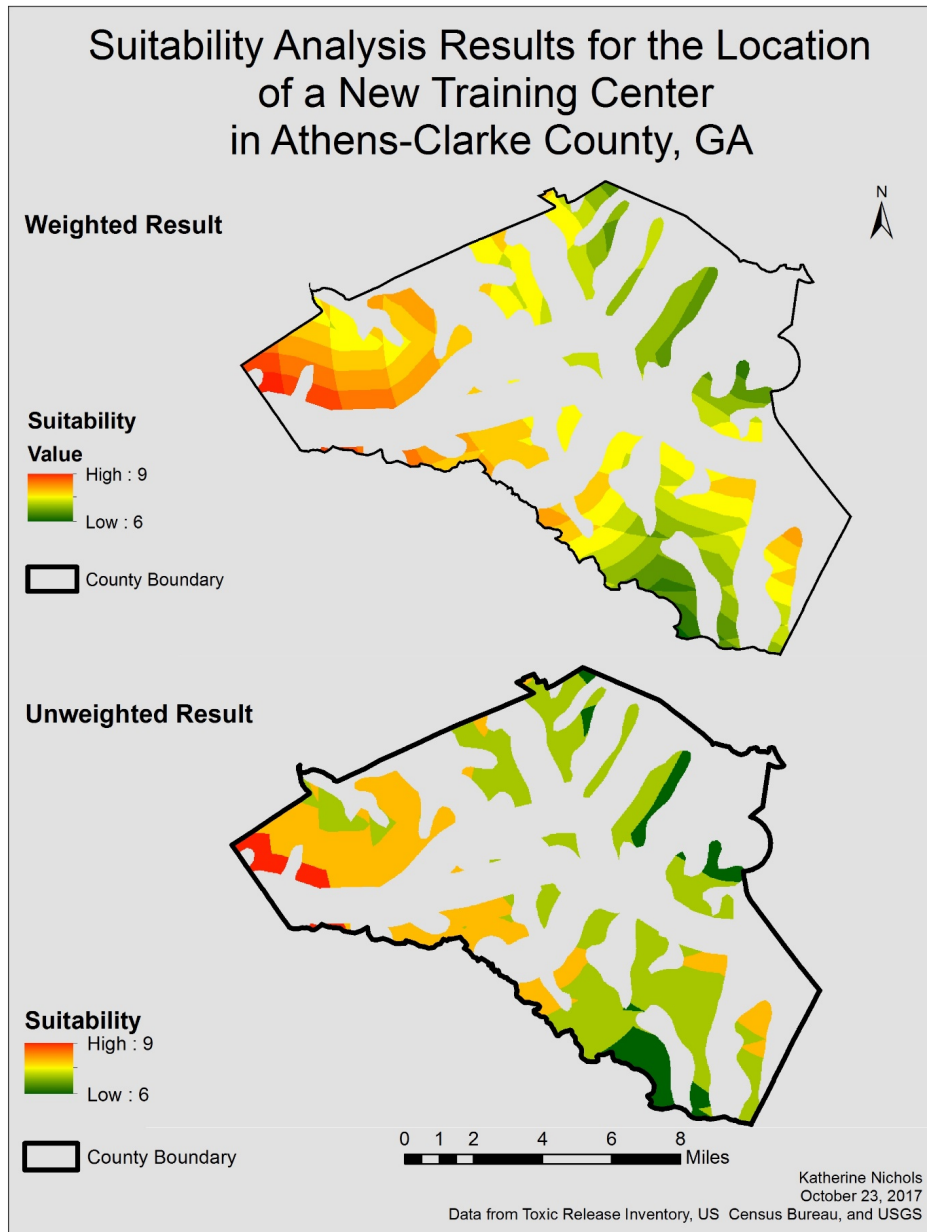 Suitability Analysis Results for the Location
of a New Training Center
in Athens-Clarke County, GA
N
Weighted Result
Suitability
Value
High : 9
Low : 6
County Boundary
Unweighted Result
Suitability
High : 9
Low : 6
County Boundary
0 1 2 4 6 8
Miles
Katherine Nichols
October 23, 2017
Data from Toxic Release Inventory, US Census Bureau, and USGS